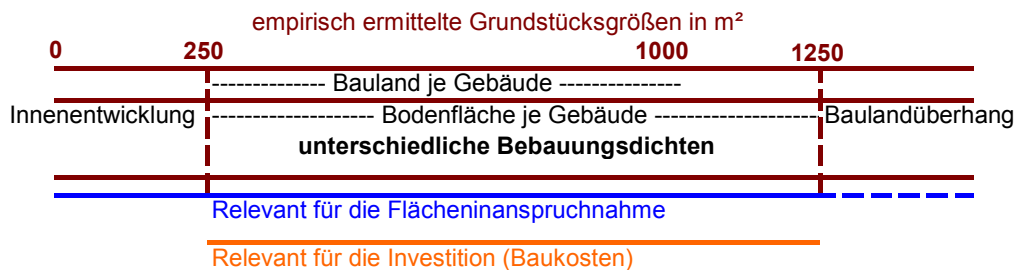 empirisch ermittelte Grundstücksgrößen in m²
0 250 1000 1250
-------------- Bauland je Gebäude ---------------
Innenentwicklung -------------------- Bodenfläche je Gebäude -------------------- Baulandüberhang
unterschiedliche Bebauungsdichten
Relevant für die Flächeninanspruchnahme
Relevant für die Investition (Baukosten)